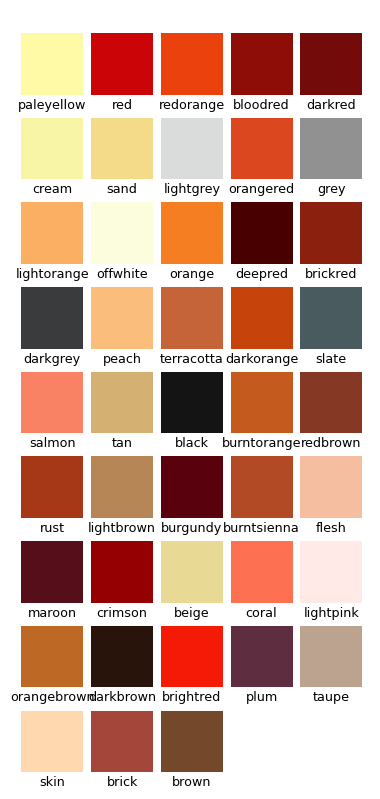 paleyellow red redorange bloodred darkred
cream sand lightgrey orangered grey
lightorange offwhite orange deepred brickred
darkgrey peach terracotta darkorange slate
salmon tan black burntorange redbrown
rust lightbrown burgundy burntsienna flesh
maroon crimson beige coral lightpink
orangebrown darkbrown brightred plum taupe
skin brick brown